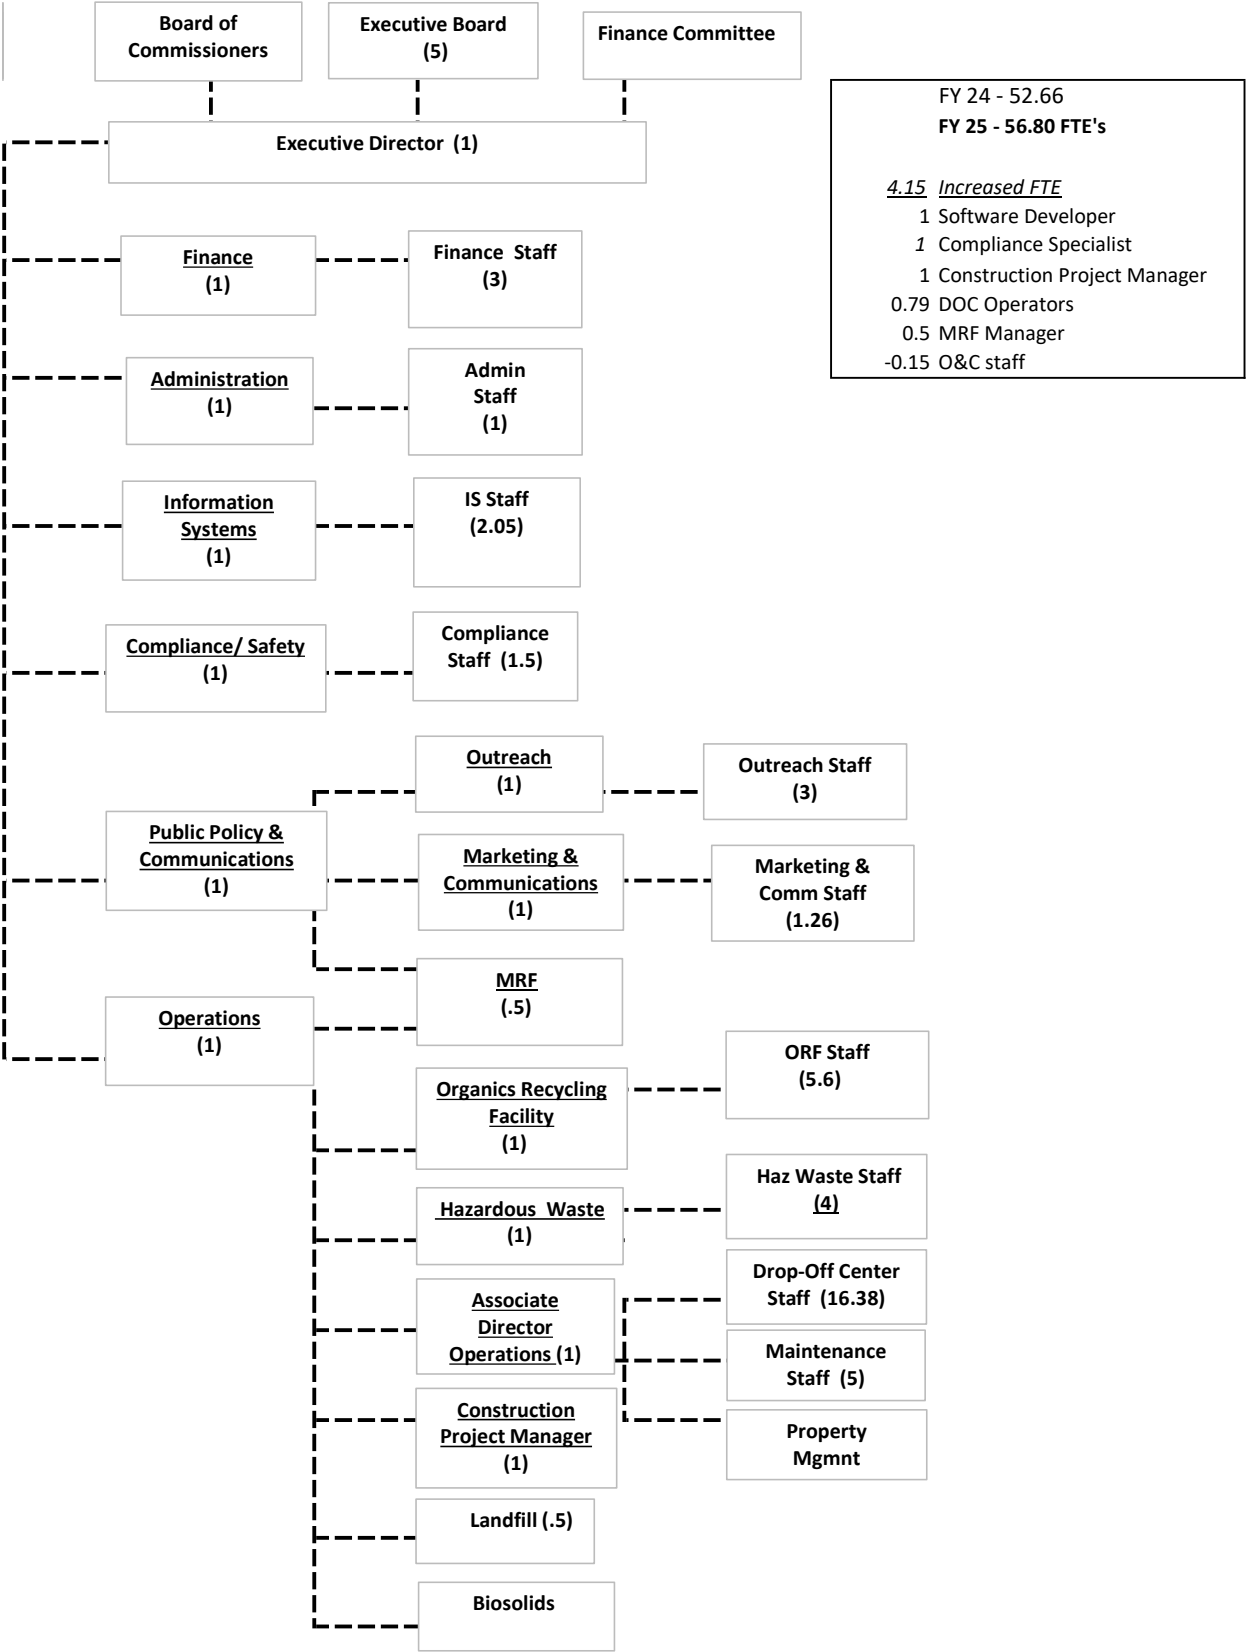 Board of
Commissioners
Executive Board
(5)
Finance Committee
FY 24 - 52.66
FY 25 - 56.80 FTE's
4.15 Increased FTE
1 Software Developer
1 Compliance Specialist
1 Construction Project Manager
0.79 DOC Operators
0.5 MRF Manager
-0.15 O&C staff
Executive Director (1)
Finance
(1)
Finance Staff
(3)
Administration
(1)
Admin
Staff
(1)
Information
Systems
(1)
IS Staff
(2.05)
Compliance/ Safety
(1)
Compliance
Staff (1.5)
Public Policy &
Communications
(1)
Outreach
(1)
Outreach Staff
(3)
Marketing &
Communications
(1)
Marketing &
Comm Staff
(1.26)
MRF
(.5)
Operations
(1)
Organics Recycling
Facility
(1)
ORF Staff
(5.6)
Hazardous Waste
(1)
Haz Waste Staff
(4)
Associate
Director
Operations (1)
Drop-Off Center
Staff (16.38)
Maintenance
Staff (5)
Property
Mgmnt
Construction
Project Manager
(1)
Landfill (.5)
Biosolids